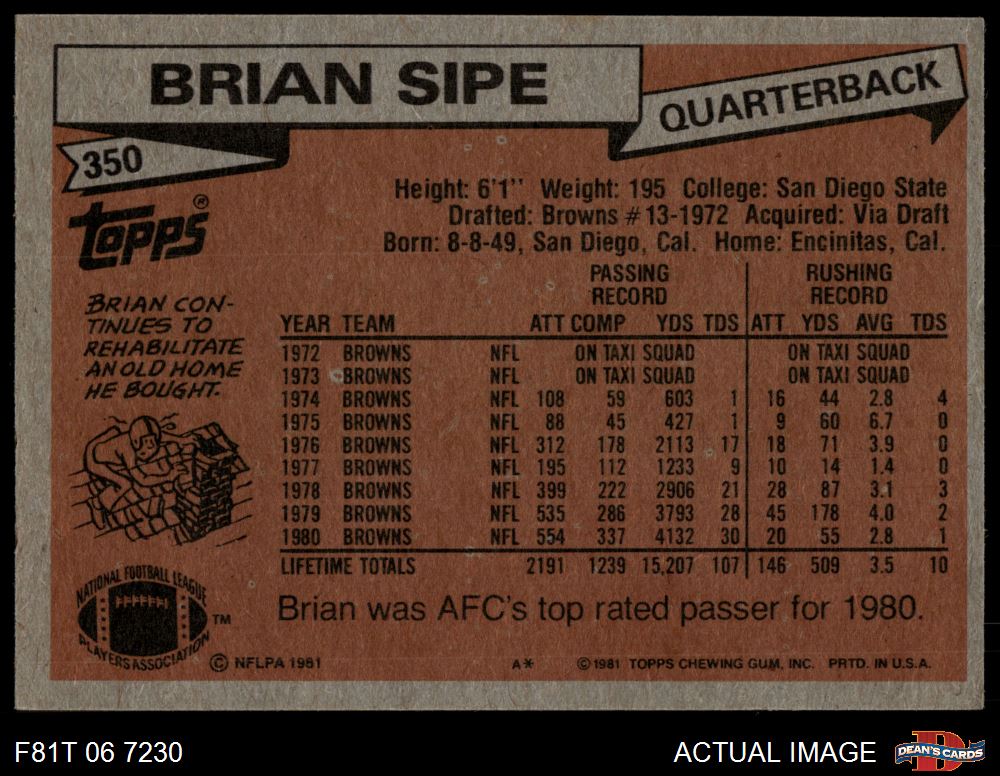 BRIAN SIPE
QUARTERBACK
350
Topps®
Height: 6'1" Weight: 195 College: San Diego State
Drafted: Browns #13-1972 Acquired: Via Draft
Born: 8-8-49, San Diego, Cal. Home: Encinitas, Cal.
BRIAN CON-
TINUES TO
REHABILITATE
AN OLD HOME
HE BOUGHT.
PASSING RECORD RUSHING RECORD
YEAR TEAM ATT COMP YDS TDS ATT YDS AVG TDS
1972 BROWNS NFL ON TAXI SQUAD ON TAXI SQUAD
1973 BROWNS NFL ON TAXI SQUAD ON TAXI SQUAD
1974 BROWNS NFL 108 59 603 1 16 44 2.8 4
1975 BROWNS NFL 88 45 427 1 9 60 6.7 0
1976 BROWNS NFL 312 178 2113 17 18 71 3.9 0
1977 BROWNS NFL 195 112 1233 9 10 14 1.4 0
1978 BROWNS NFL 399 222 2906 21 28 87 3.1 3
1979 BROWNS NFL 535 286 3793 28 45 178 4.0 2
1980 BROWNS NFL 554 337 4132 30 20 55 2.8 1
LIFETIME TOTALS 2191 1239 15,207 107 146 509 3.5 10
Brian was AFC's top rated passer for 1980.
NATIONAL FOOTBALL LEAGUE
PLAYERS ASSOCIATION
TM
© NFLPA 1981 A* © 1981 TOPPS CHEWING GUM, INC. PRTD. IN U.S.A.
F81T 06 7230
ACTUAL IMAGE
DEAN'S CARDS